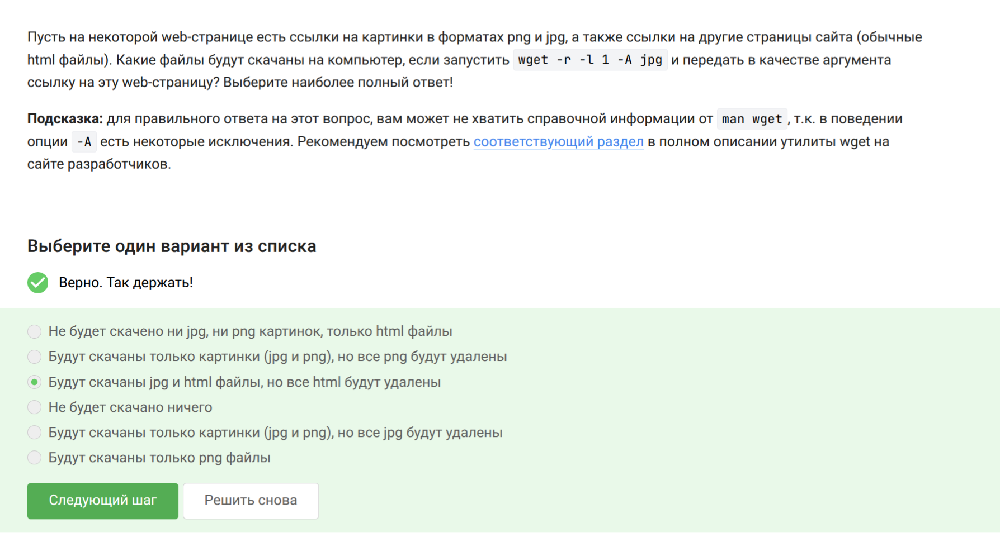 Пусть на некоторой web-странице есть ссылки на картинки в форматах png и jpg, а также ссылки на другие страницы сайта (обычные
html файлы). Какие файлы будут скачаны на компьютер, если запустить wget -r -l 1 -A jpg и передать в качестве аргумента
ссылку на эту web-страницу? Выберите наиболее полный ответ!
Подсказка: для правильного ответа на этот вопрос, вам может не хватить справочной информации от man wget, т.к. в поведении
опции -A есть некоторые исключения. Рекомендуем посмотреть соответствующий раздел в полном описании утилиты wget на
сайте разработчиков.
Выберите один вариант из списка
Верно. Так держать!
Не будет скачено ни jpg, ни png картинок, только html файлы
Будут скачаны только картинки (jpg и png), но все png будут удалены
Будут скачаны jpg и html файлы, но все html будут удалены
Не будет скачано ничего
Будут скачаны только картинки (jpg и png), но все jpg будут удалены
Будут скачаны только png файлы
Следующий шаг
Решить снова